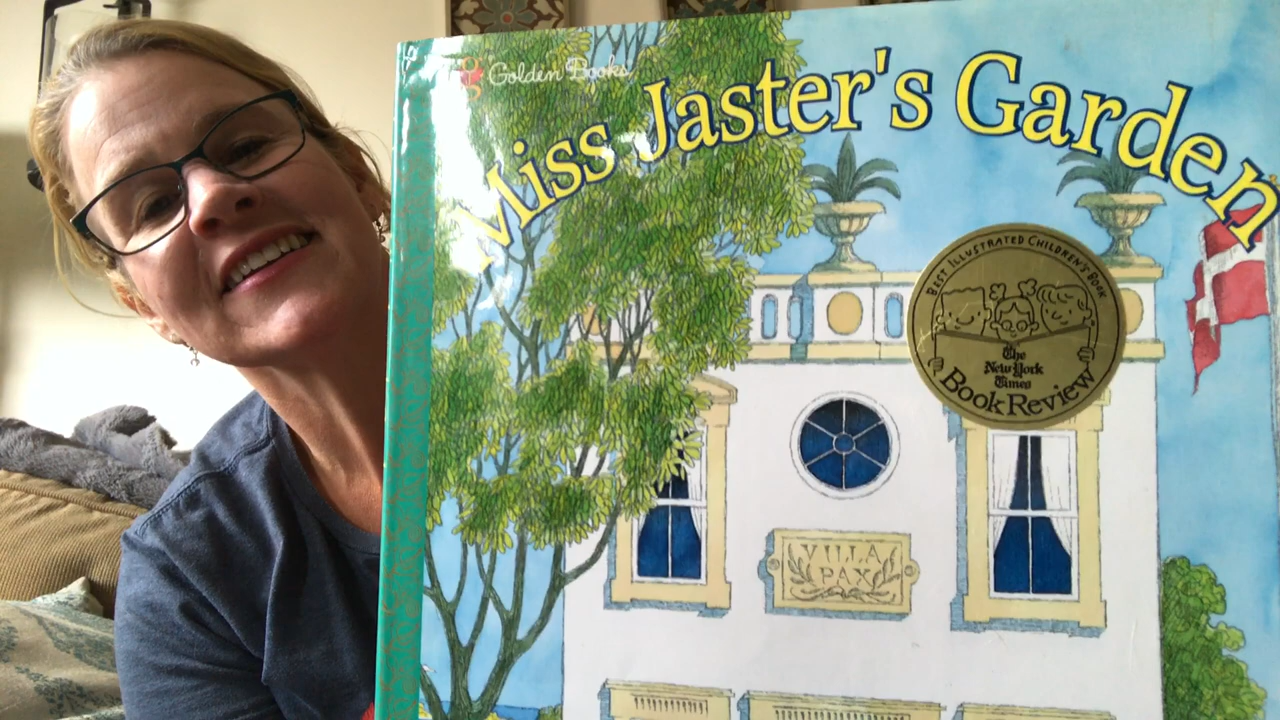 Golden Books
Miss Jaster's Garden
BEST ILLUSTRATED CHILDREN'S BOOK
The
New York
Times
Book Review
VILLA
PAX